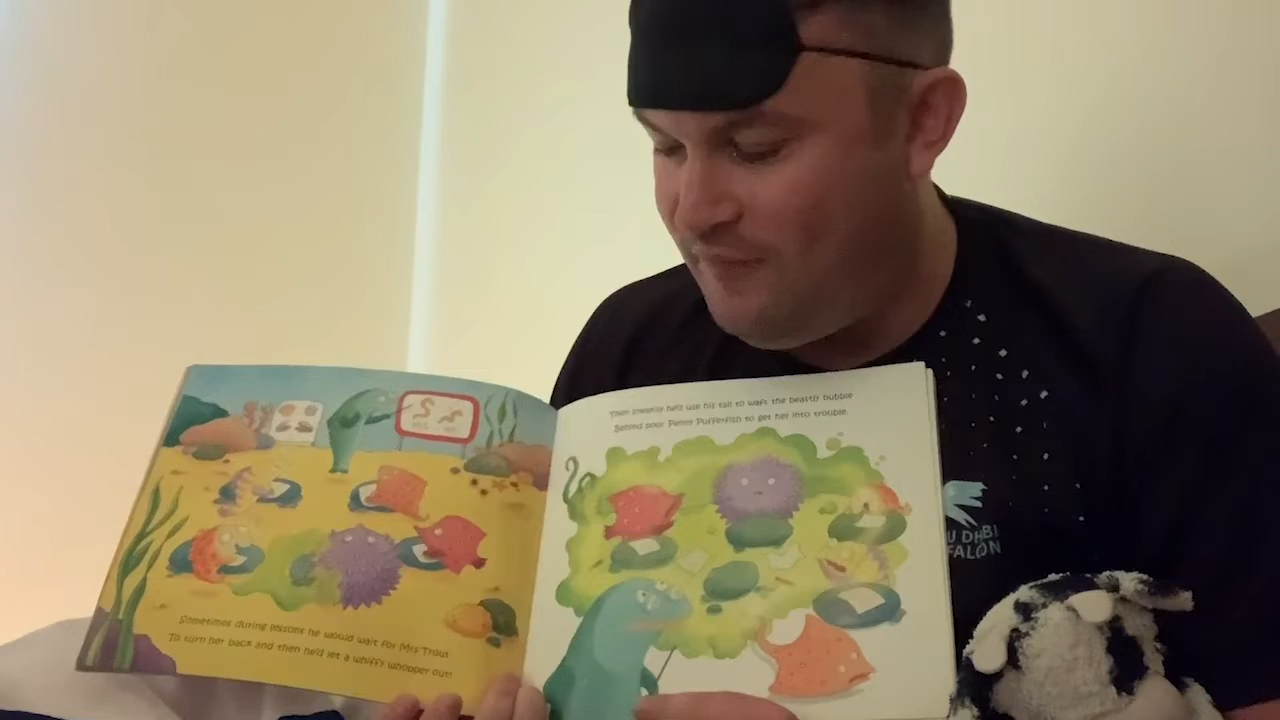 Sometimes during lessons he would wait for Mrs Trout
To turn her back and then he'd let a whiffy whopper out!
Then sneakily he'd use his tail to waft the beastly bubble
Behind poor Penny Pufferfish to get her into trouble.
U DHABI